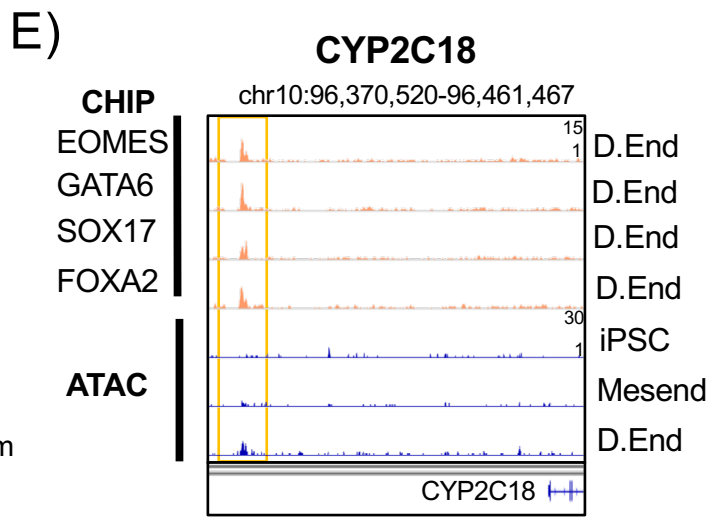 E)
CYP2C18
chr10:96,370,520-96,461,467
CHIP
15
EOMES 1 D.End
GATA6 D.End
SOX17 D.End
FOXA2 D.End
30
1 iPSC
ATAC Mesend
m D.End
CYP2C18